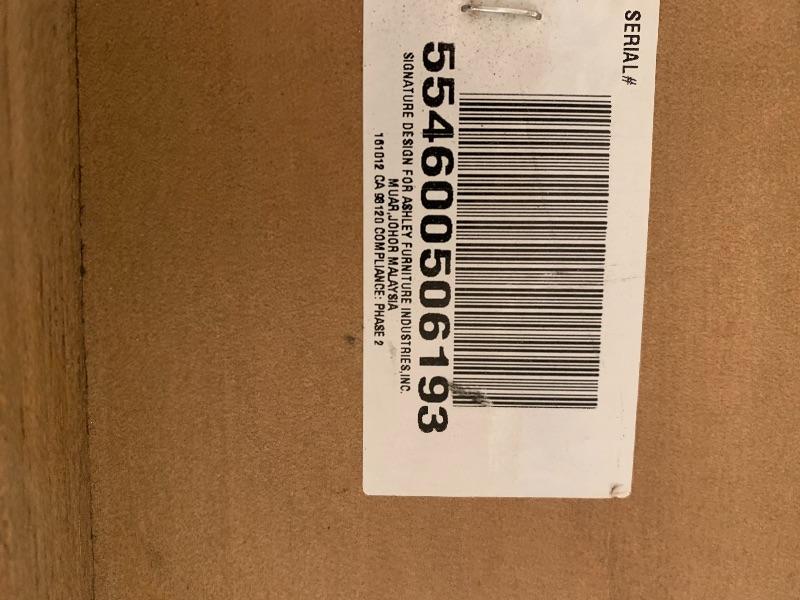 SERIAL#
554600506193
SIGNATURE DESIGN FOR ASHLEY FURNITURE INDUSTRIES,INC.
MUAR,JOHOR MALAYSIA
161012 CA 93120 COMPLIANCE: PHASE 2